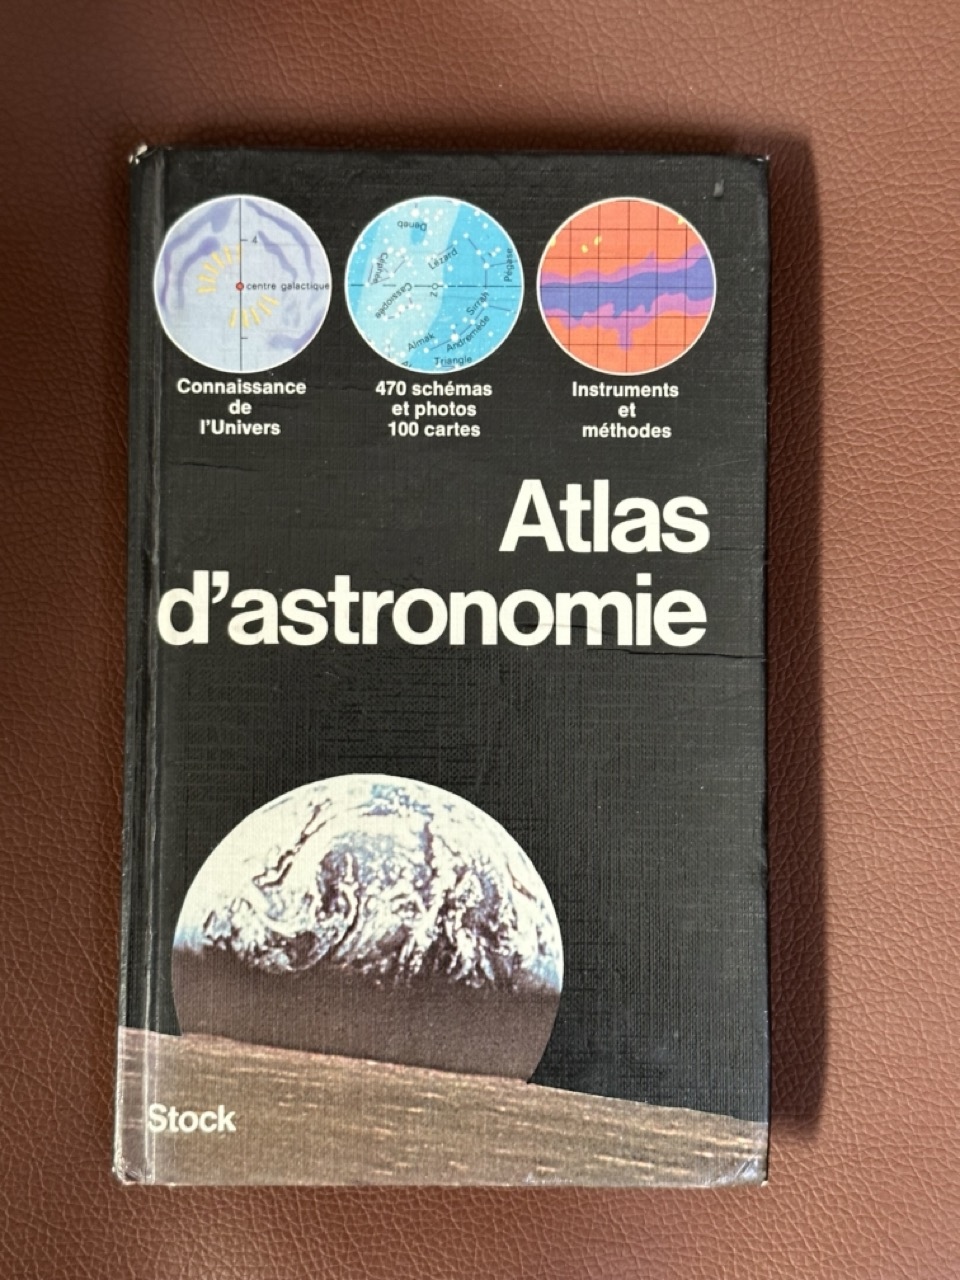 4
centre galactique
Deneb
Céphée
Lézard
Pégase
Cassiopée
Sirrah
Almak
Andromède
Triangle
Connaissance
de
l'Univers
470 schémas
et photos
100 cartes
Instruments
et
méthodes
Atlas
d'astronomie
Stock